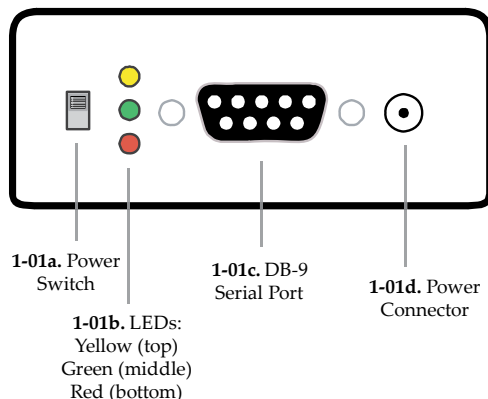 1-01a. Power
Switch
1-01b. LEDs:
Yellow (top)
Green (middle)
Red (bottom)
1-01c. DB-9
Serial Port
1-01d. Power
Connector